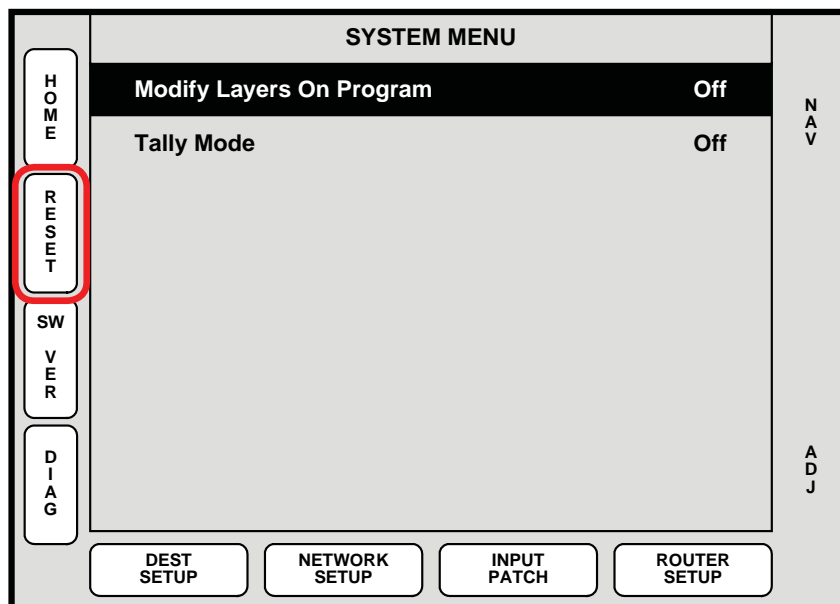 SYSTEM MENU
HOME
RESET
SW VER
DIAG
Modify Layers On Program Off
Tally Mode Off
NAV
ADJ
DEST SETUP
NETWORK SETUP
INPUT PATCH
ROUTER SETUP